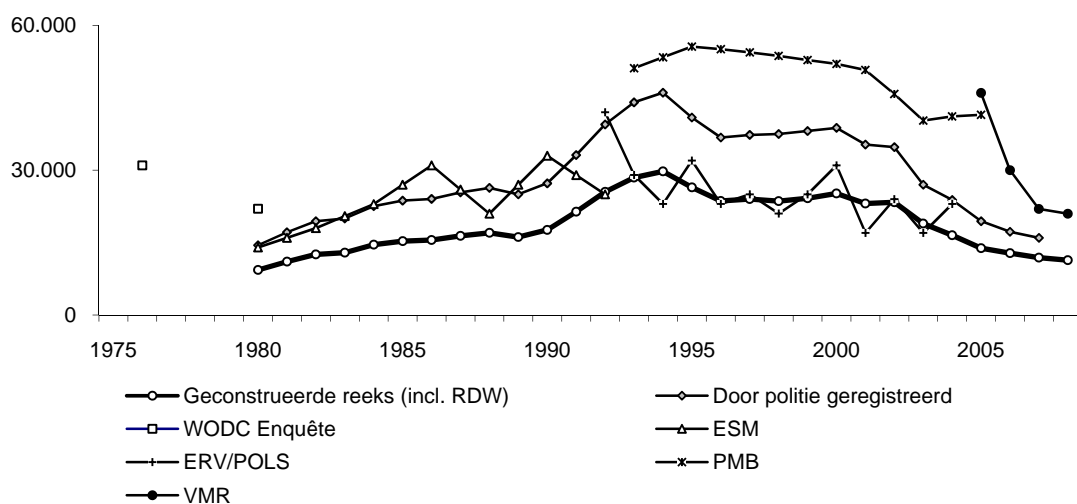 60.000
30.000
0
1975 1980 1985 1990 1995 2000 2005
Geconstrueerde reeks (incl. RDW) Door politie geregistreerd
WODC Enquête ESM
ERV/POLS PMB
VMR